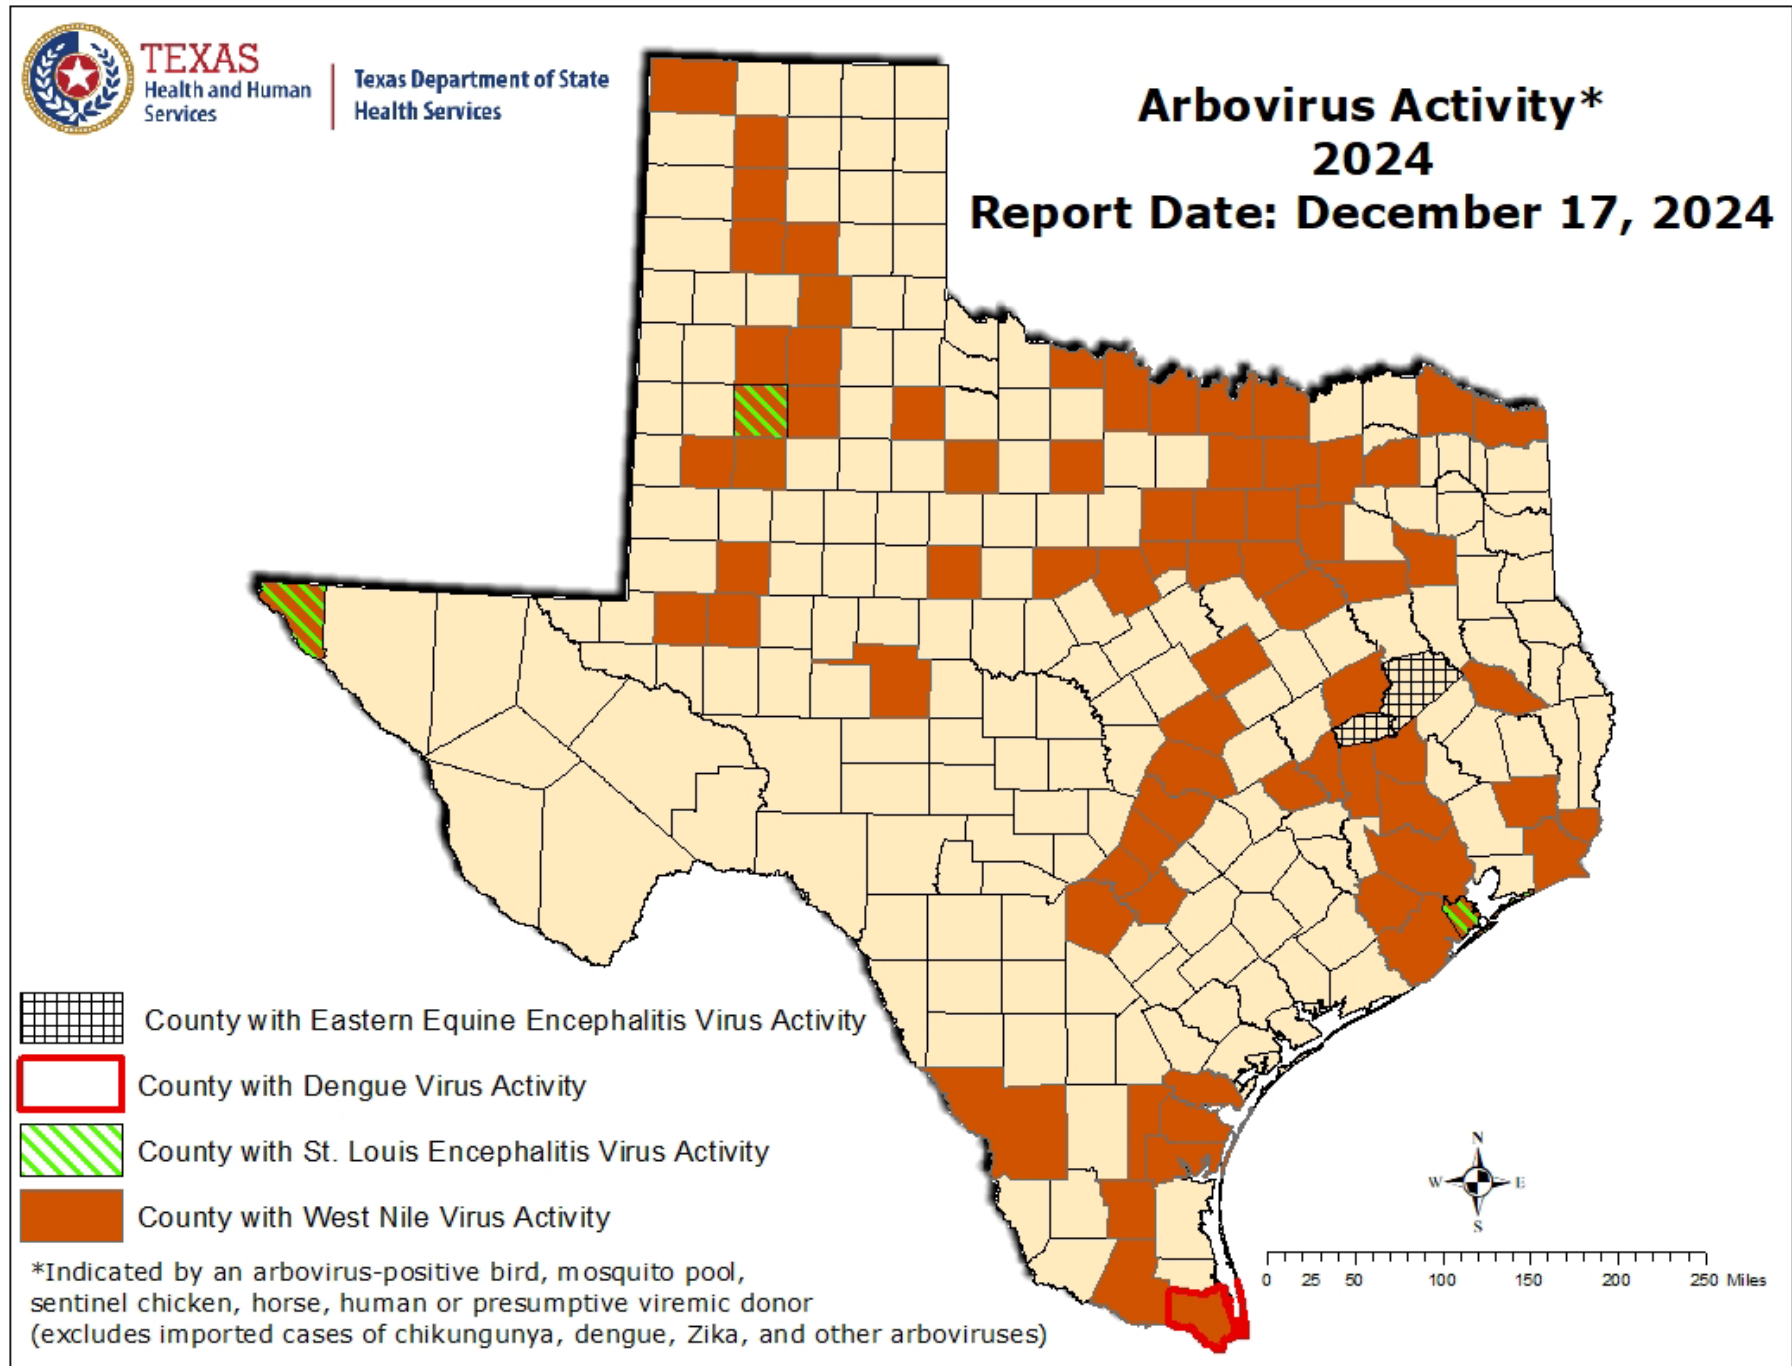 TEXAS
Health and Human
Services
Texas Department of State
Health Services
Arbovirus Activity*
2024
Report Date: December 17, 2024
County with Eastern Equine Encephalitis Virus Activity
County with Dengue Virus Activity
County with St. Louis Encephalitis Virus Activity
County with West Nile Virus Activity
*Indicated by an arbovirus-positive bird, mosquito pool,
sentinel chicken, horse, human or presumptive viremic donor
(excludes imported cases of chikungunya, dengue, Zika, and other arboviruses)
N
W E
S
0 25 50 100 150 200 250 Miles